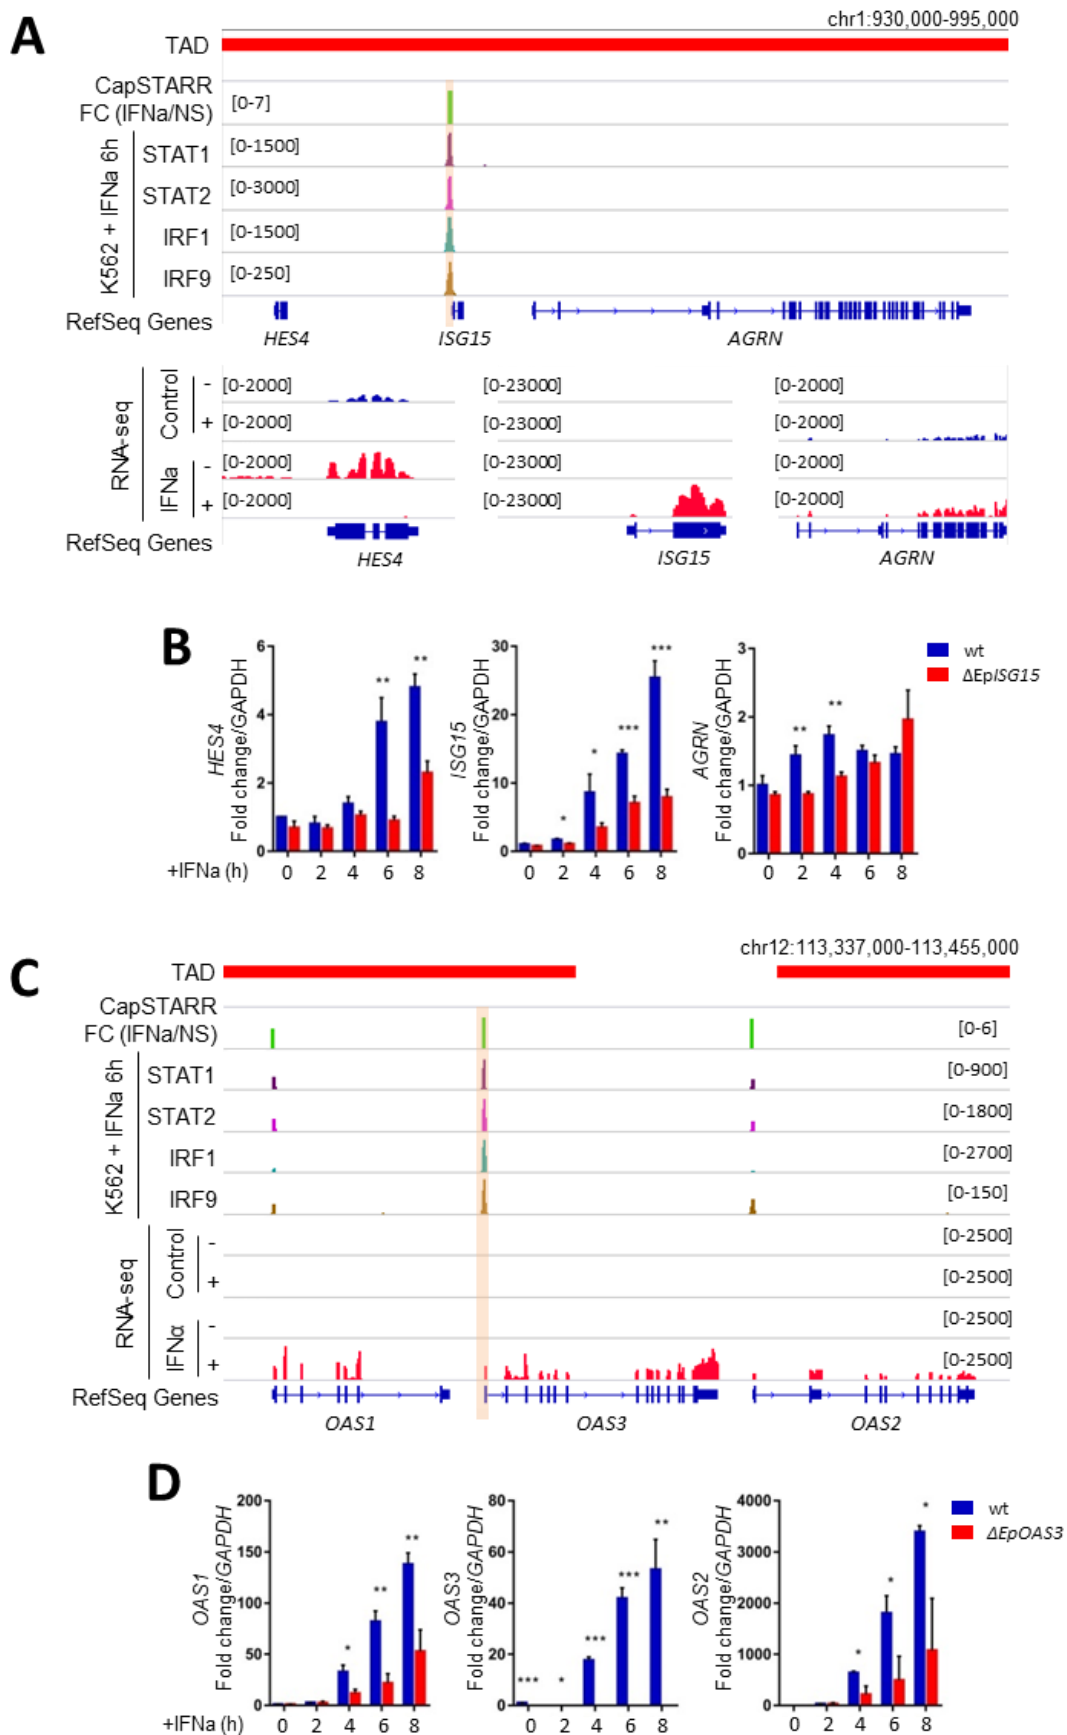 A
chr1:930,000-995,000
TAD
CapSTARR
FC (IFNa/NS)
[0-7]
K562 + IFNa 6h
STAT1
[0-1500]
STAT2
[0-3000]
IRF1
[0-1500]
IRF9
[0-250]
RefSeq Genes
HES4
ISG15
AGRN
RNA-seq
Control
- [0-2000] [0-23000] [0-2000]
+ [0-2000] [0-23000] [0-2000]
IFNa
- [0-2000] [0-23000] [0-2000]
+ [0-2000] [0-23000] [0-2000]
RefSeq Genes
HES4
ISG15
AGRN
B
HES4
Fold change/GAPDH
6
4
2
0
**
**
+IFNa (h)
0 2 4 6 8
ISG15
Fold change/GAPDH
30
20
10
0
*
*
***
***
0 2 4 6 8
AGRN
Fold change/GAPDH
3
2
1
0
**
**
0 2 4 6 8
wt
ΔEpISG15
C
chr12:113,337,000-113,455,000
TAD
CapSTARR
FC (IFNa/NS)
[0-6]
K562 + IFNa 6h
STAT1
[0-900]
STAT2
[0-1800]
IRF1
[0-2700]
IRF9
[0-150]
RNA-seq
Control
- [0-2500]
+ [0-2500]
IFNα
- [0-2500]
+ [0-2500]
RefSeq Genes
OAS1
OAS3
OAS2
D
OAS1
Fold change/GAPDH
200
150
100
50
0
*
**
**
+IFNa (h)
0 2 4 6 8
OAS3
Fold change/GAPDH
80
60
40
20
0
***
*
***
***
**
0 2 4 6 8
OAS2
Fold change/GAPDH
4000
3000
2000
1000
0
*
*
*
0 2 4 6 8
wt
ΔEpOAS3